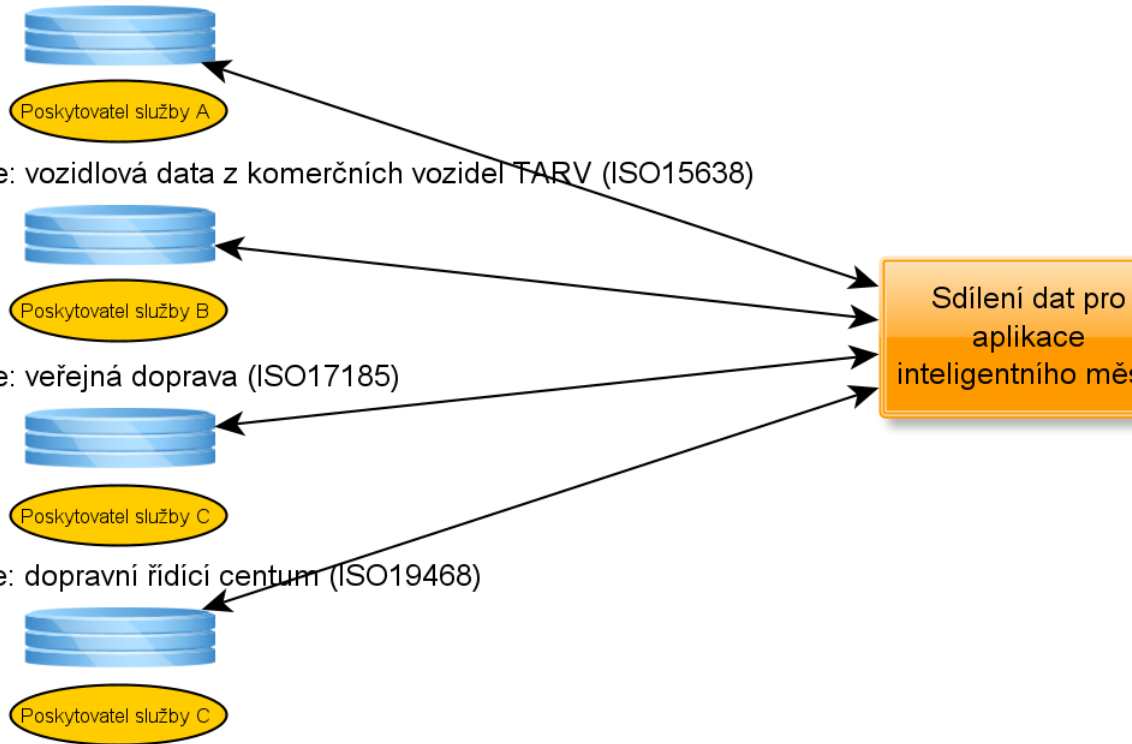 Poskytovatel služby A
e: vozidlová data z komerčních vozidel TARV (ISO15638)
Poskytovatel služby B
e: veřejná doprava (ISO17185)
Sdílení dat pro
aplikace
inteligentního měs
Poskytovatel služby C
e: dopravní řídící centum (ISO19468)
Poskytovatel služby C